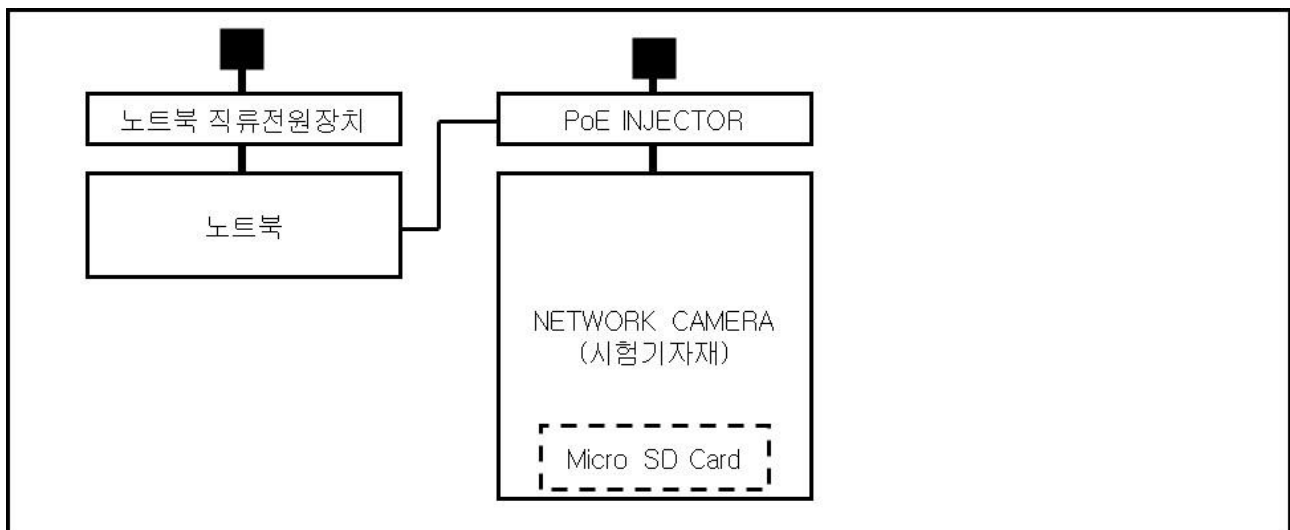 노트북 직류전원장치
PoE INJECTOR
노트북
NETWORK CAMERA
(시험기자재)
Micro SD Card